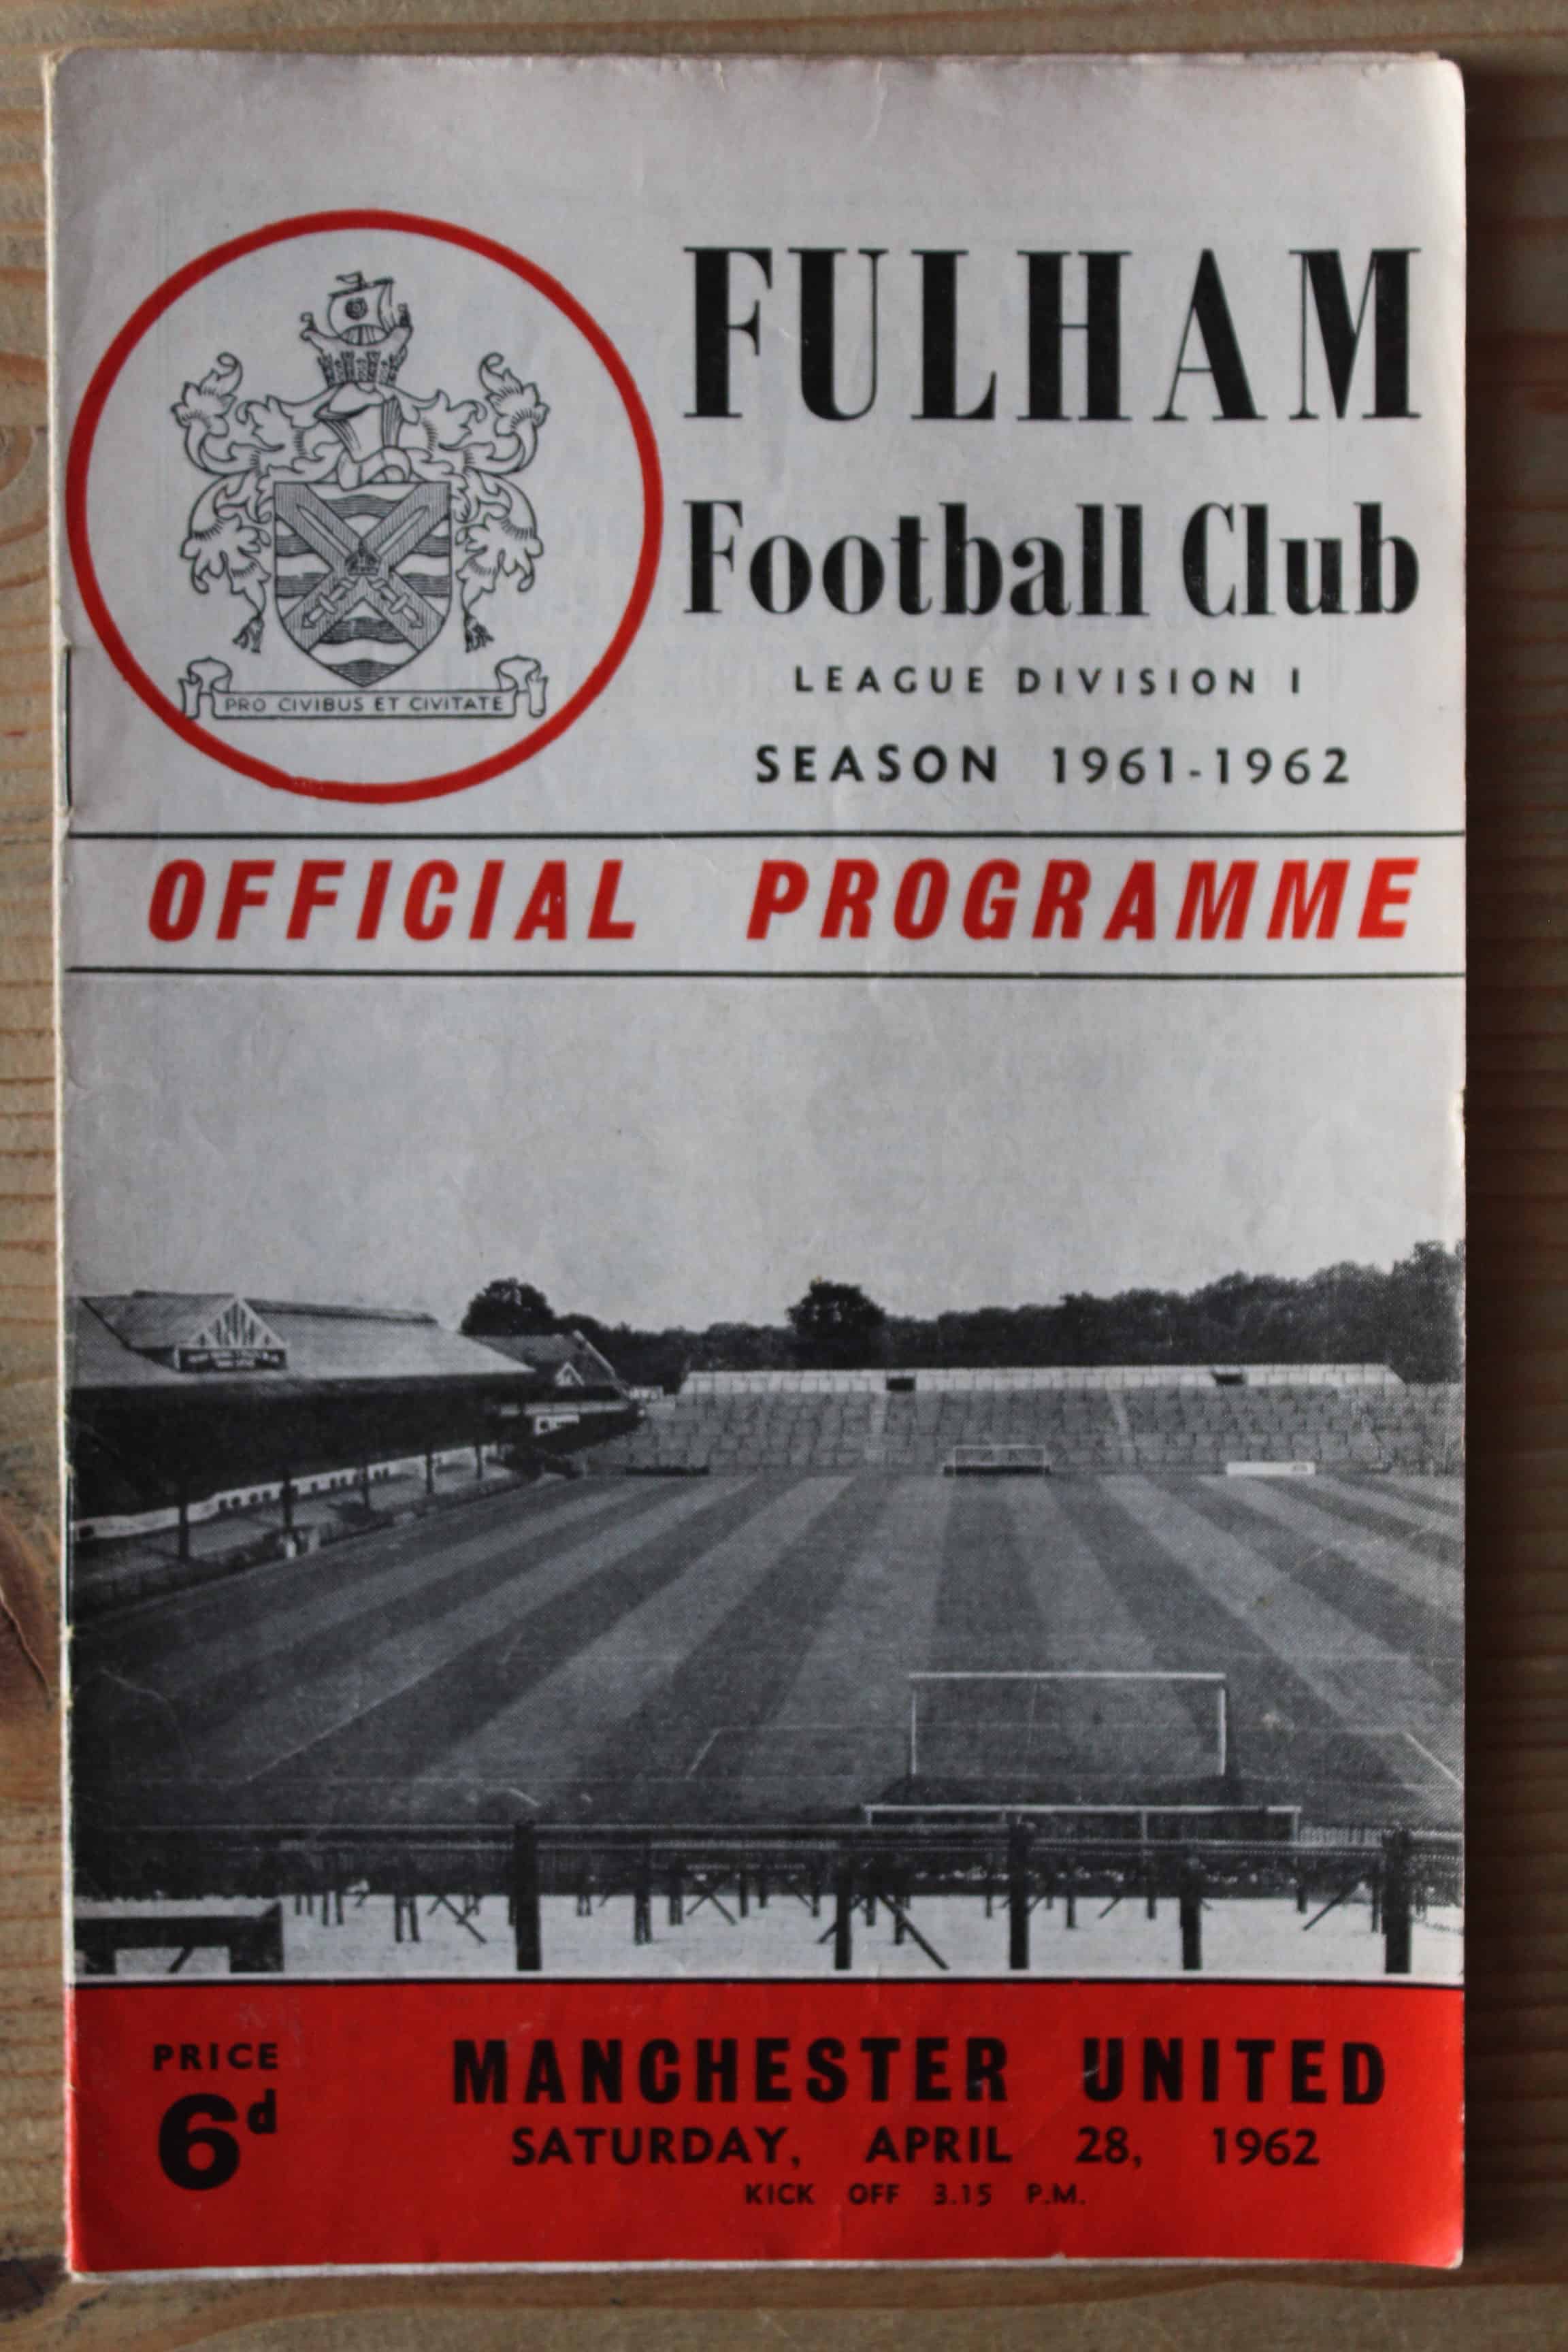 FULHAM
Football Club
LEAGUE DIVISION I
SEASON 1961-1962
PRO CIVIBUS ET CIVITATE
OFFICIAL PROGRAMME
PRICE
6d
MANCHESTER UNITED
SATURDAY, APRIL 28, 1962
KICK OFF 3.15 P.M.